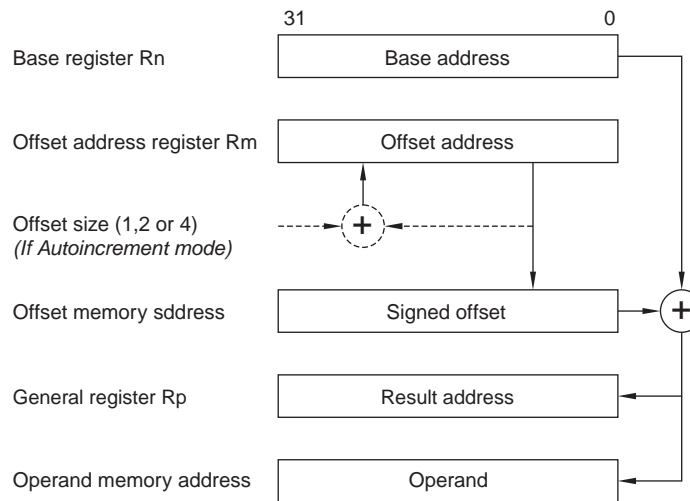 31 0
Base register Rn Base address
Offset address register Rm Offset address
Offset size (1,2 or 4) + 
(If Autoincrement mode)
Offset memory sddress Signed offset +
General register Rp Result address
Operand memory address Operand